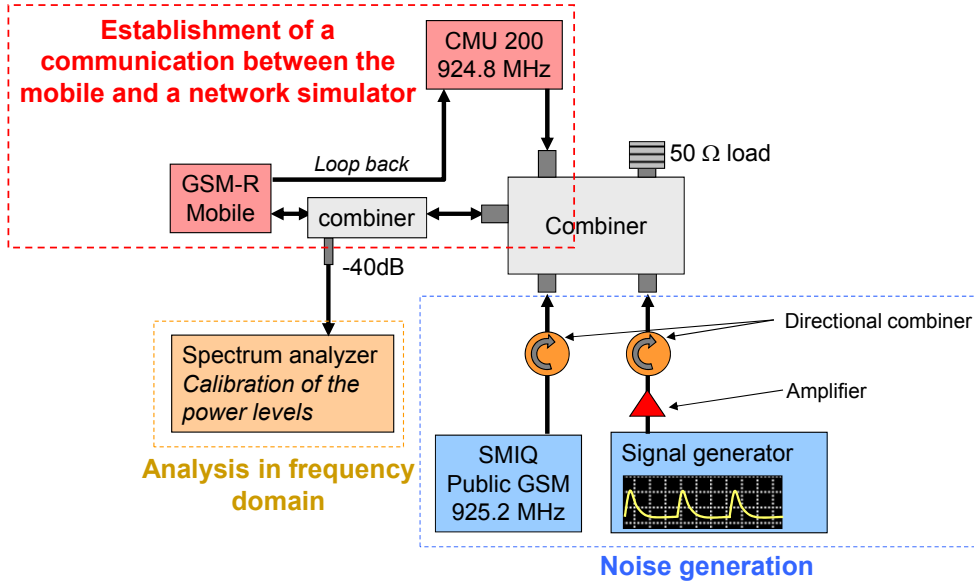 Establishment of a
communication between the
mobile and a network simulator
CMU 200
924.8 MHz
Loop back
50 Ω load
GSM-R
Mobile
combiner
Combiner
-40dB
Directional combiner
Spectrum analyzer
Calibration of the
power levels
Amplifier
Analysis in frequency
domain
SMIQ
Public GSM
925.2 MHz
Signal generator
Noise generation